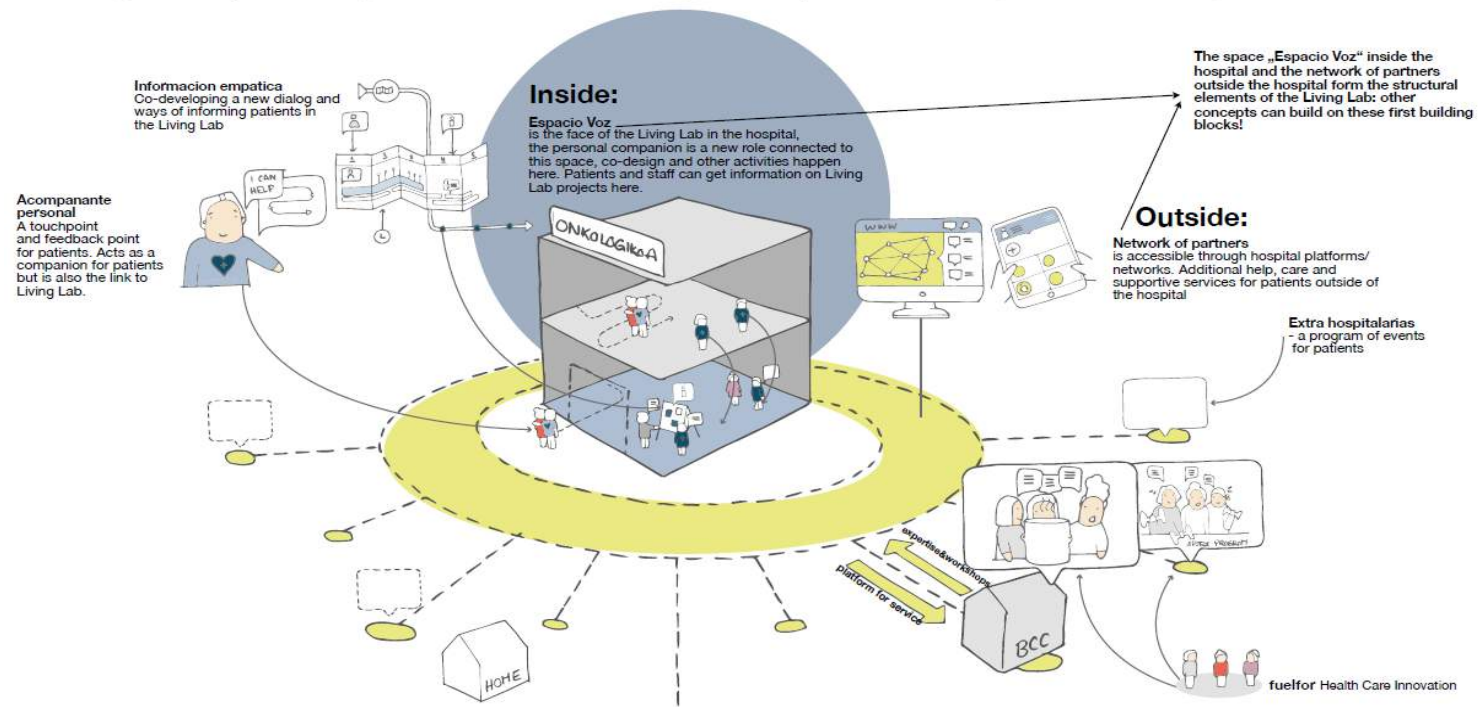 Informacion empatica
Co-developing a new dialog and
ways of informing patients in
the Living Lab
Acompanante
personal
A touchpoint
and feedback point
for patients. Acts as a
companion for patients
but is also the link to
Living Lab.
I CAN
HELP
1 2 3 4 5
Inside:
Espacio Voz
is the face of the Living Lab in the hospital,
the personal companion is a new role connected to
this space, co-design and other activities happen
here. Patients and staff can get information on Living
Lab projects here.
ONKOLOGIKOA
The space „Espacio Voz“ inside the
hospital and the network of partners
outside the hospital form the structural
elements of the Living Lab: other
concepts can build on these first building
blocks!
WWW
Outside:
Network of partners
is accessible through hospital platforms/
networks. Additional help, care and
supportive services for patients outside of
the hospital
Extra hospitalarias
- a program of events
for patients
expertise&workshops
platform for service
PROGRAM
BCC
HOME
fuelfor Health Care Innovation